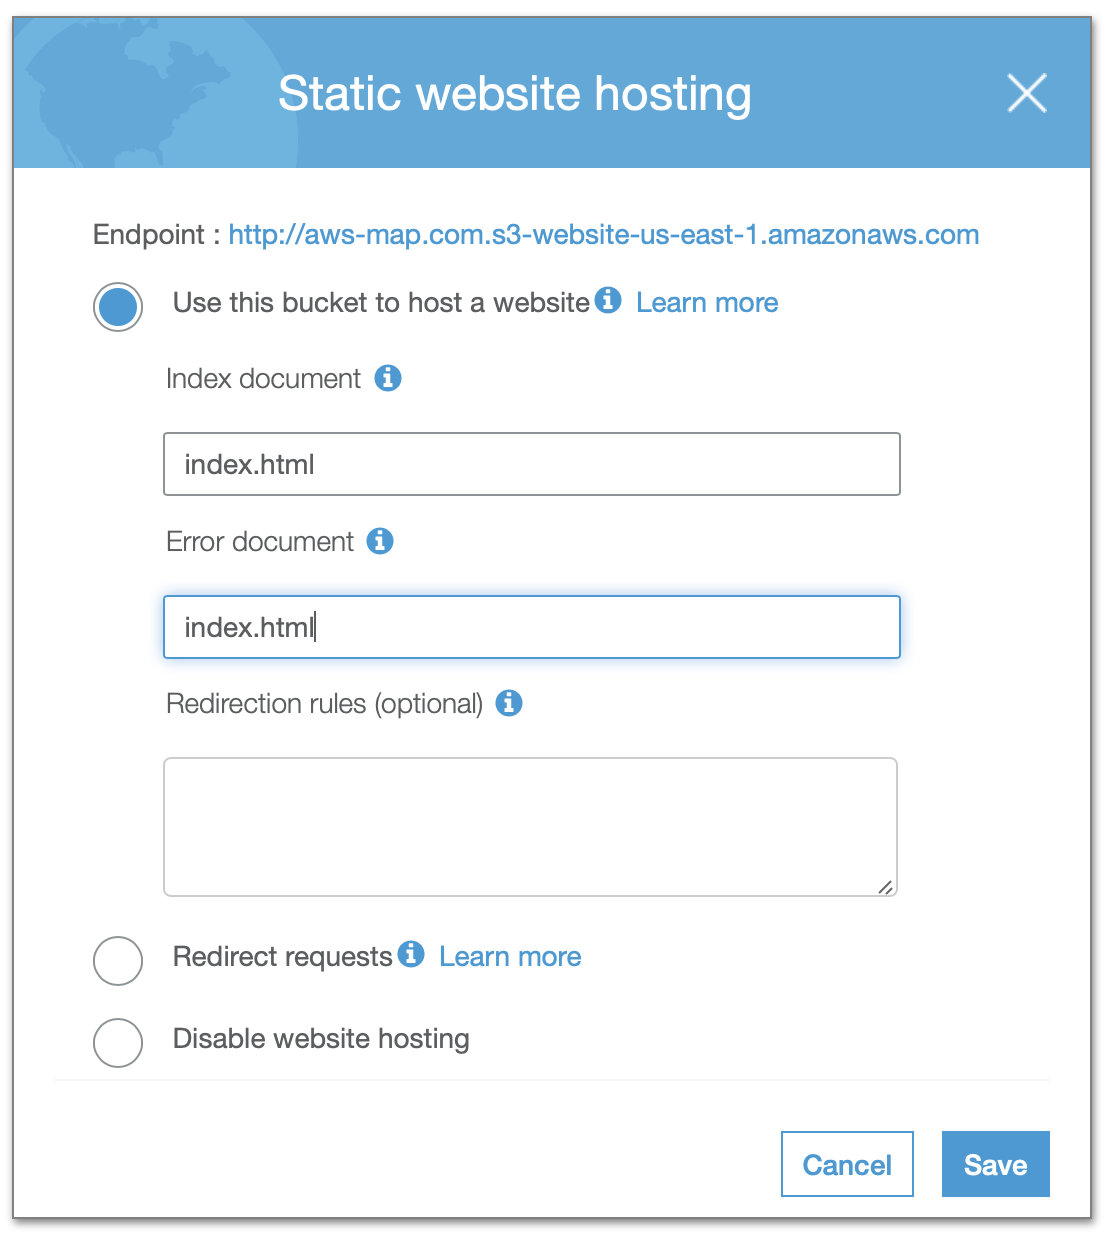 Static website hosting
Endpoint : http://aws-map.com.s3-website-us-east-1.amazonaws.com
Use this bucket to host a website Learn more
Index document
index.html
Error document
index.html
Redirection rules (optional)
Redirect requests Learn more
Disable website hosting
Cancel Save